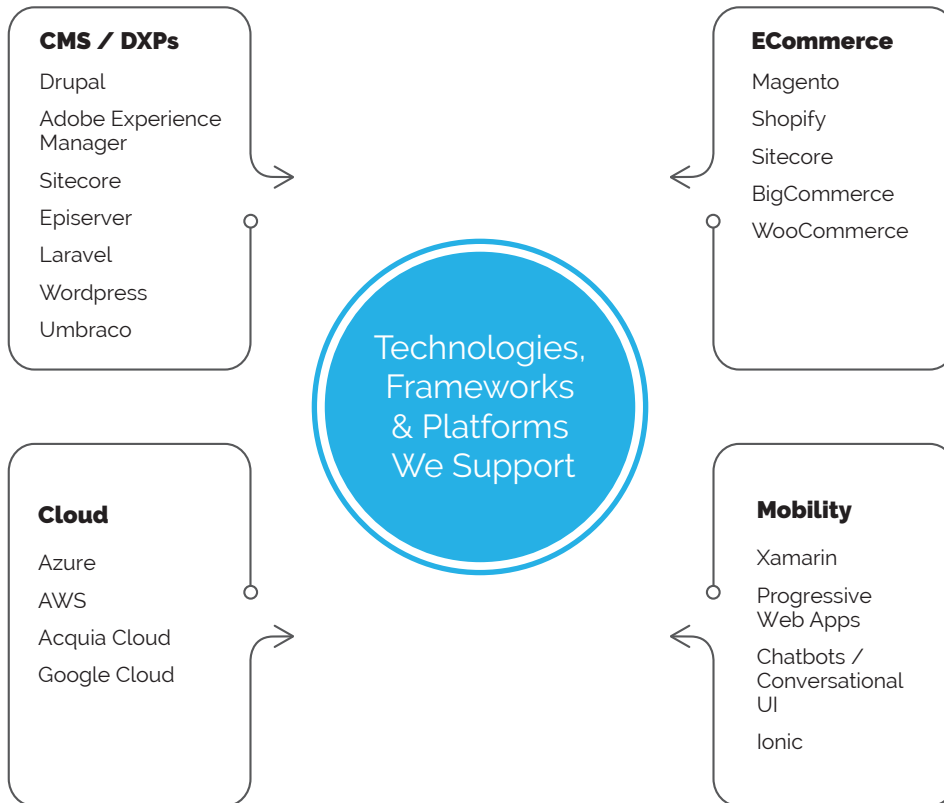 CMS / DXPs
Drupal
Adobe Experience
Manager
Sitecore
Episerver
Laravel
Wordpress
Umbraco
ECommerce
Magento
Shopify
Sitecore
BigCommerce
WooCommerce
Technologies,
Frameworks
& Platforms
We Support
Cloud
Azure
AWS
Acquia Cloud
Google Cloud
Mobility
Xamarin
Progressive
Web Apps
Chatbots /
Conversational
UI
Ionic